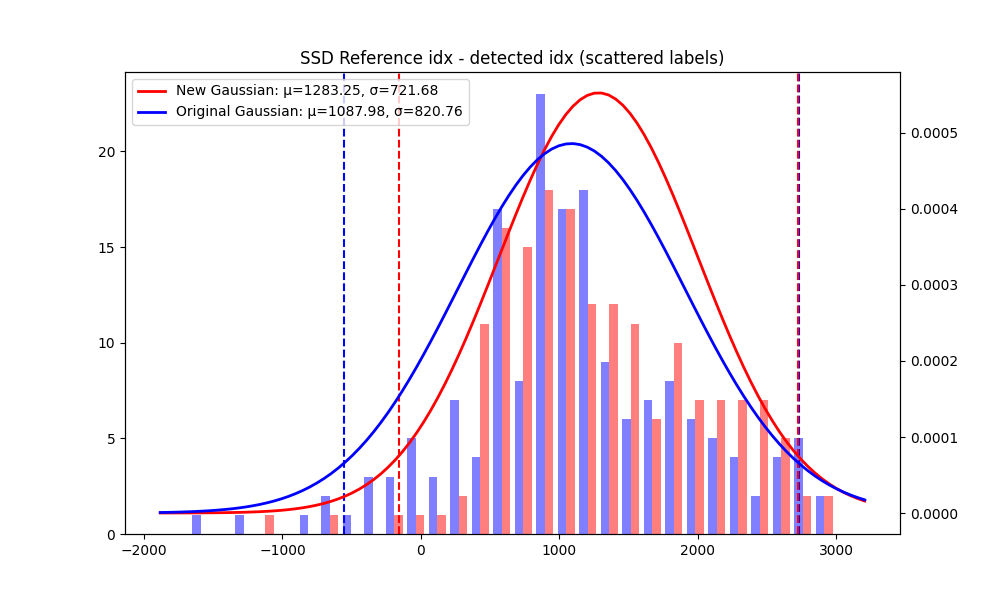 SSD Reference idx - detected idx (scattered labels)
New Gaussian: μ=1283.25, σ=721.68
Original Gaussian: μ=1087.98, σ=820.76
20
15
10
5
0
0.0005
0.0004
0.0003
0.0002
0.0001
0.0000
−2000 −1000 0 1000 2000 3000